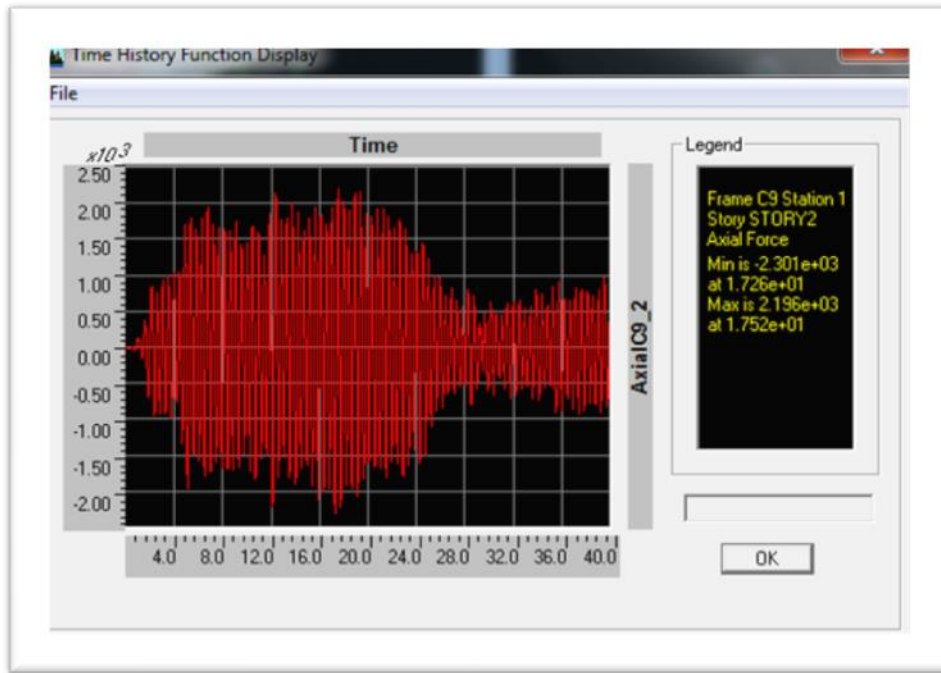 Time History Function Display
File
x10 3
Time
2.50
2.00
1.50
1.00
0.50
0.00
-0.50
-1.00
-1.50
-2.00
4.0 8.0 12.0 16.0 20.0 24.0 28.0 32.0 36.0 40.0
AxialC9_2
Legend
Frame C9 Station 1
Story STORY2
Axial Force
Min is -2.301e+03
at 1.726e+01
Max is 2.196e+03
at 1.752e+01
OK